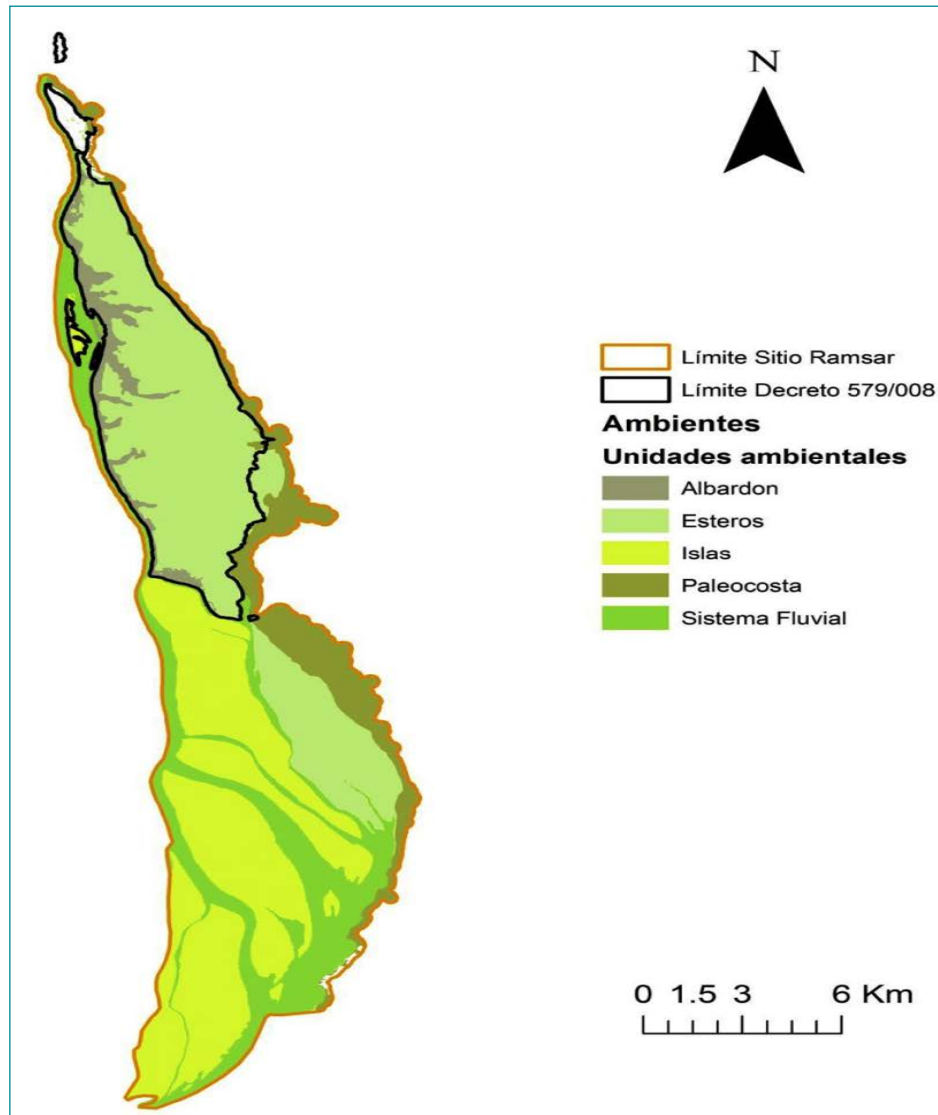 N
Límite Sitio Ramsar
Límite Decreto 579/008
Ambientes
Unidades ambientales
Albardon
Esteros
Islas
Paleocosta
Sistema Fluvial
0 1.5 3 6 Km